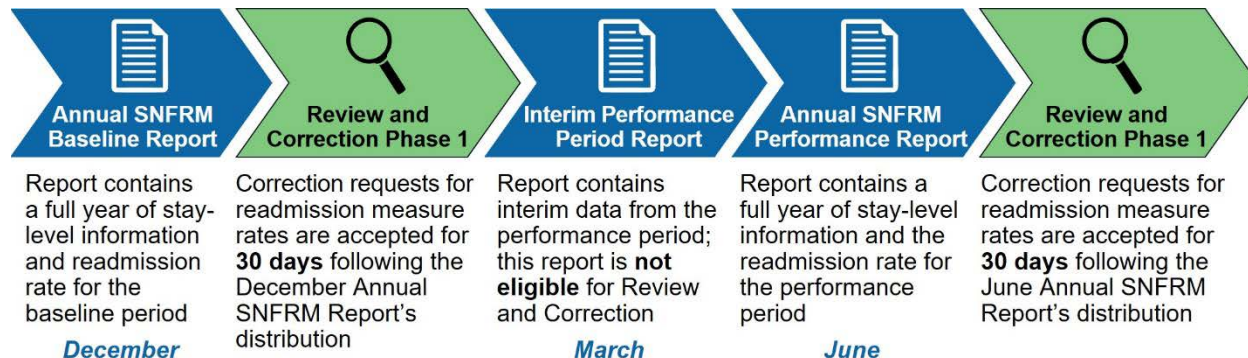 Annual SNFRM
Baseline Report
Review and
Correction Phase 1
Interim Performance
Period Report
Annual SNFRM
Performance Report
Review and
Correction Phase 1
Report contains
a full year of stay-
level information
and readmission
rate for the
baseline period
December
Correction requests for
readmission measure
rates are accepted for
30 days following the
December Annual
SNFRM Report’s
distribution
Report contains
interim data from the
performance period;
this report is not
eligible for Review
and Correction
March
Report contains a
full year of stay-level
information and the
readmission rate for
the performance
period
June
Correction requests for
readmission measure
rates are accepted for
30 days following the
June Annual SNFRM
Report’s distribution